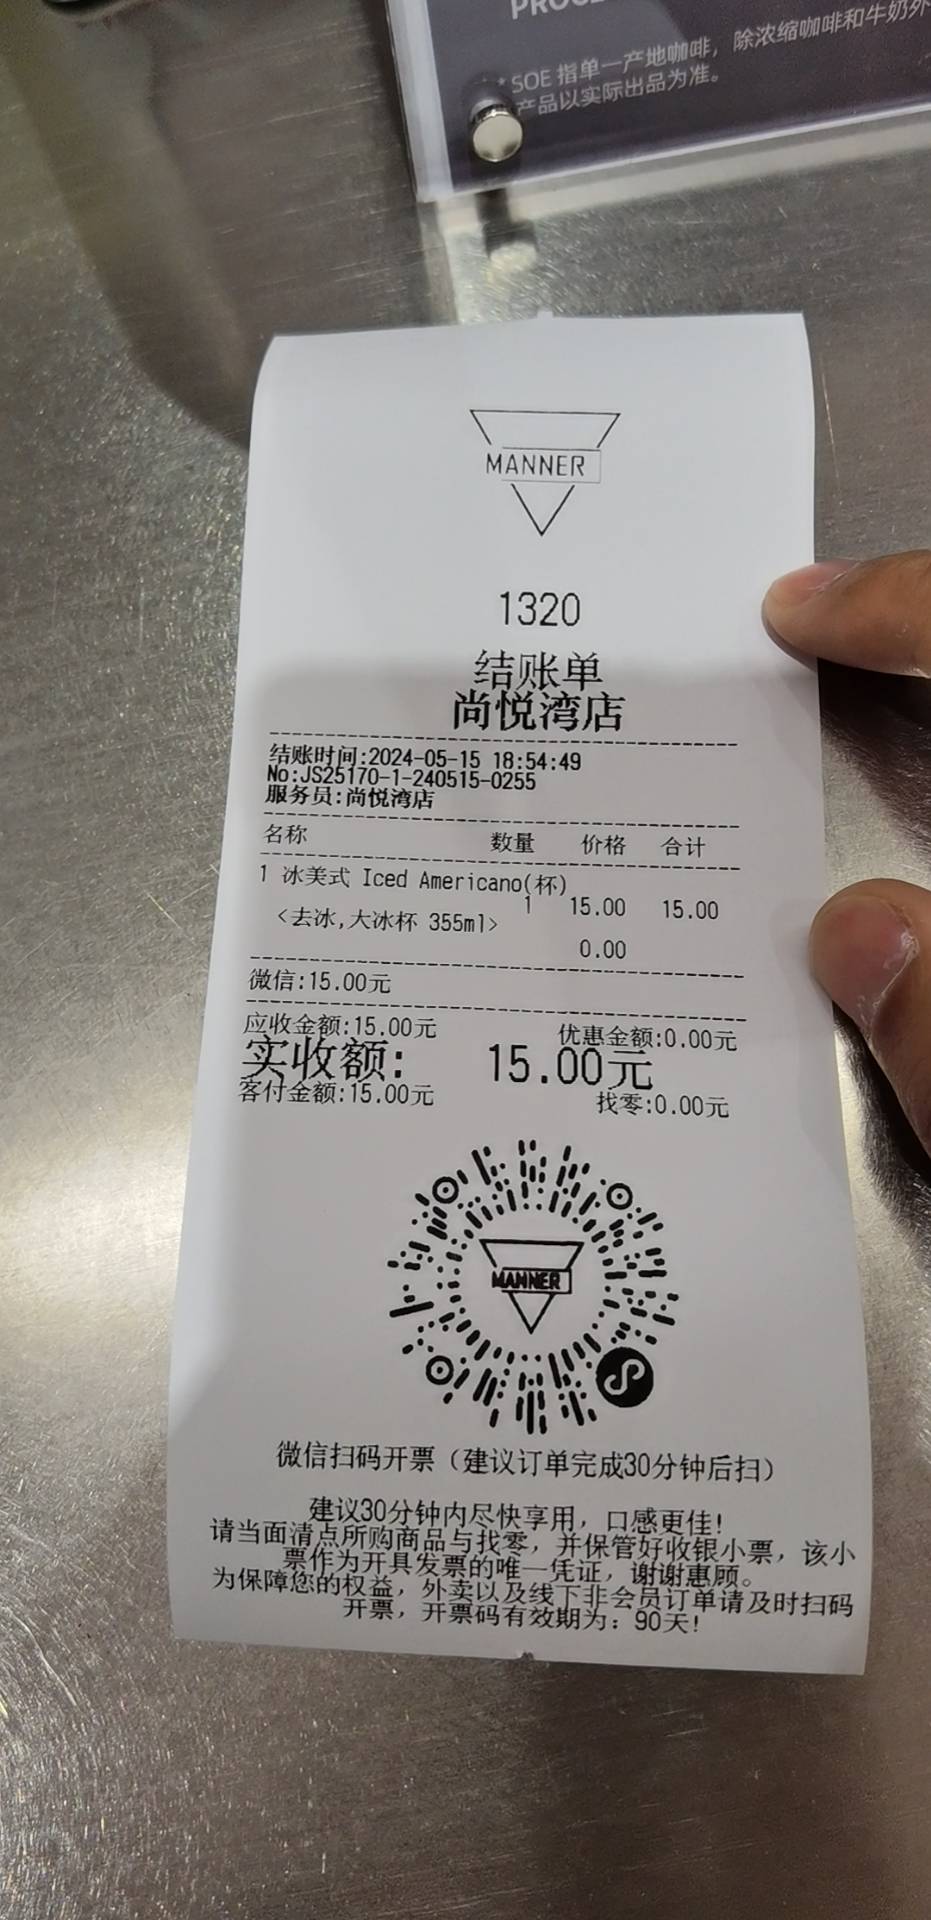 * SOE 指单一产地咖啡，除浓缩咖啡和牛奶外
产品以实际出品为准。
MANNER
1320
结账单
尚悦湾店
结账时间:2024-05-15 18:54:49
No:JS25170-1-240515-0255
服务员:尚悦湾店
名称 数量 价格 合计
1 冰美式 Iced Americano(杯)
1 15.00 15.00
<去冰,大冰杯 355ml>
0.00
微信:15.00元
应收金额:15.00元 优惠金额:0.00元
实收额: 15.00元
客付金额:15.00元 找零:0.00元
MANNER
微信扫码开票（建议订单完成30分钟后扫）
建议30分钟内尽快享用，口感更佳!
请当面清点所购商品与找零，并保管好收银小票，该小
票作为开具发票的唯一凭证，谢谢惠顾。
为保障您的权益，外卖以及线下非会员订单请及时扫码
开票，开票码有效期为：90天!